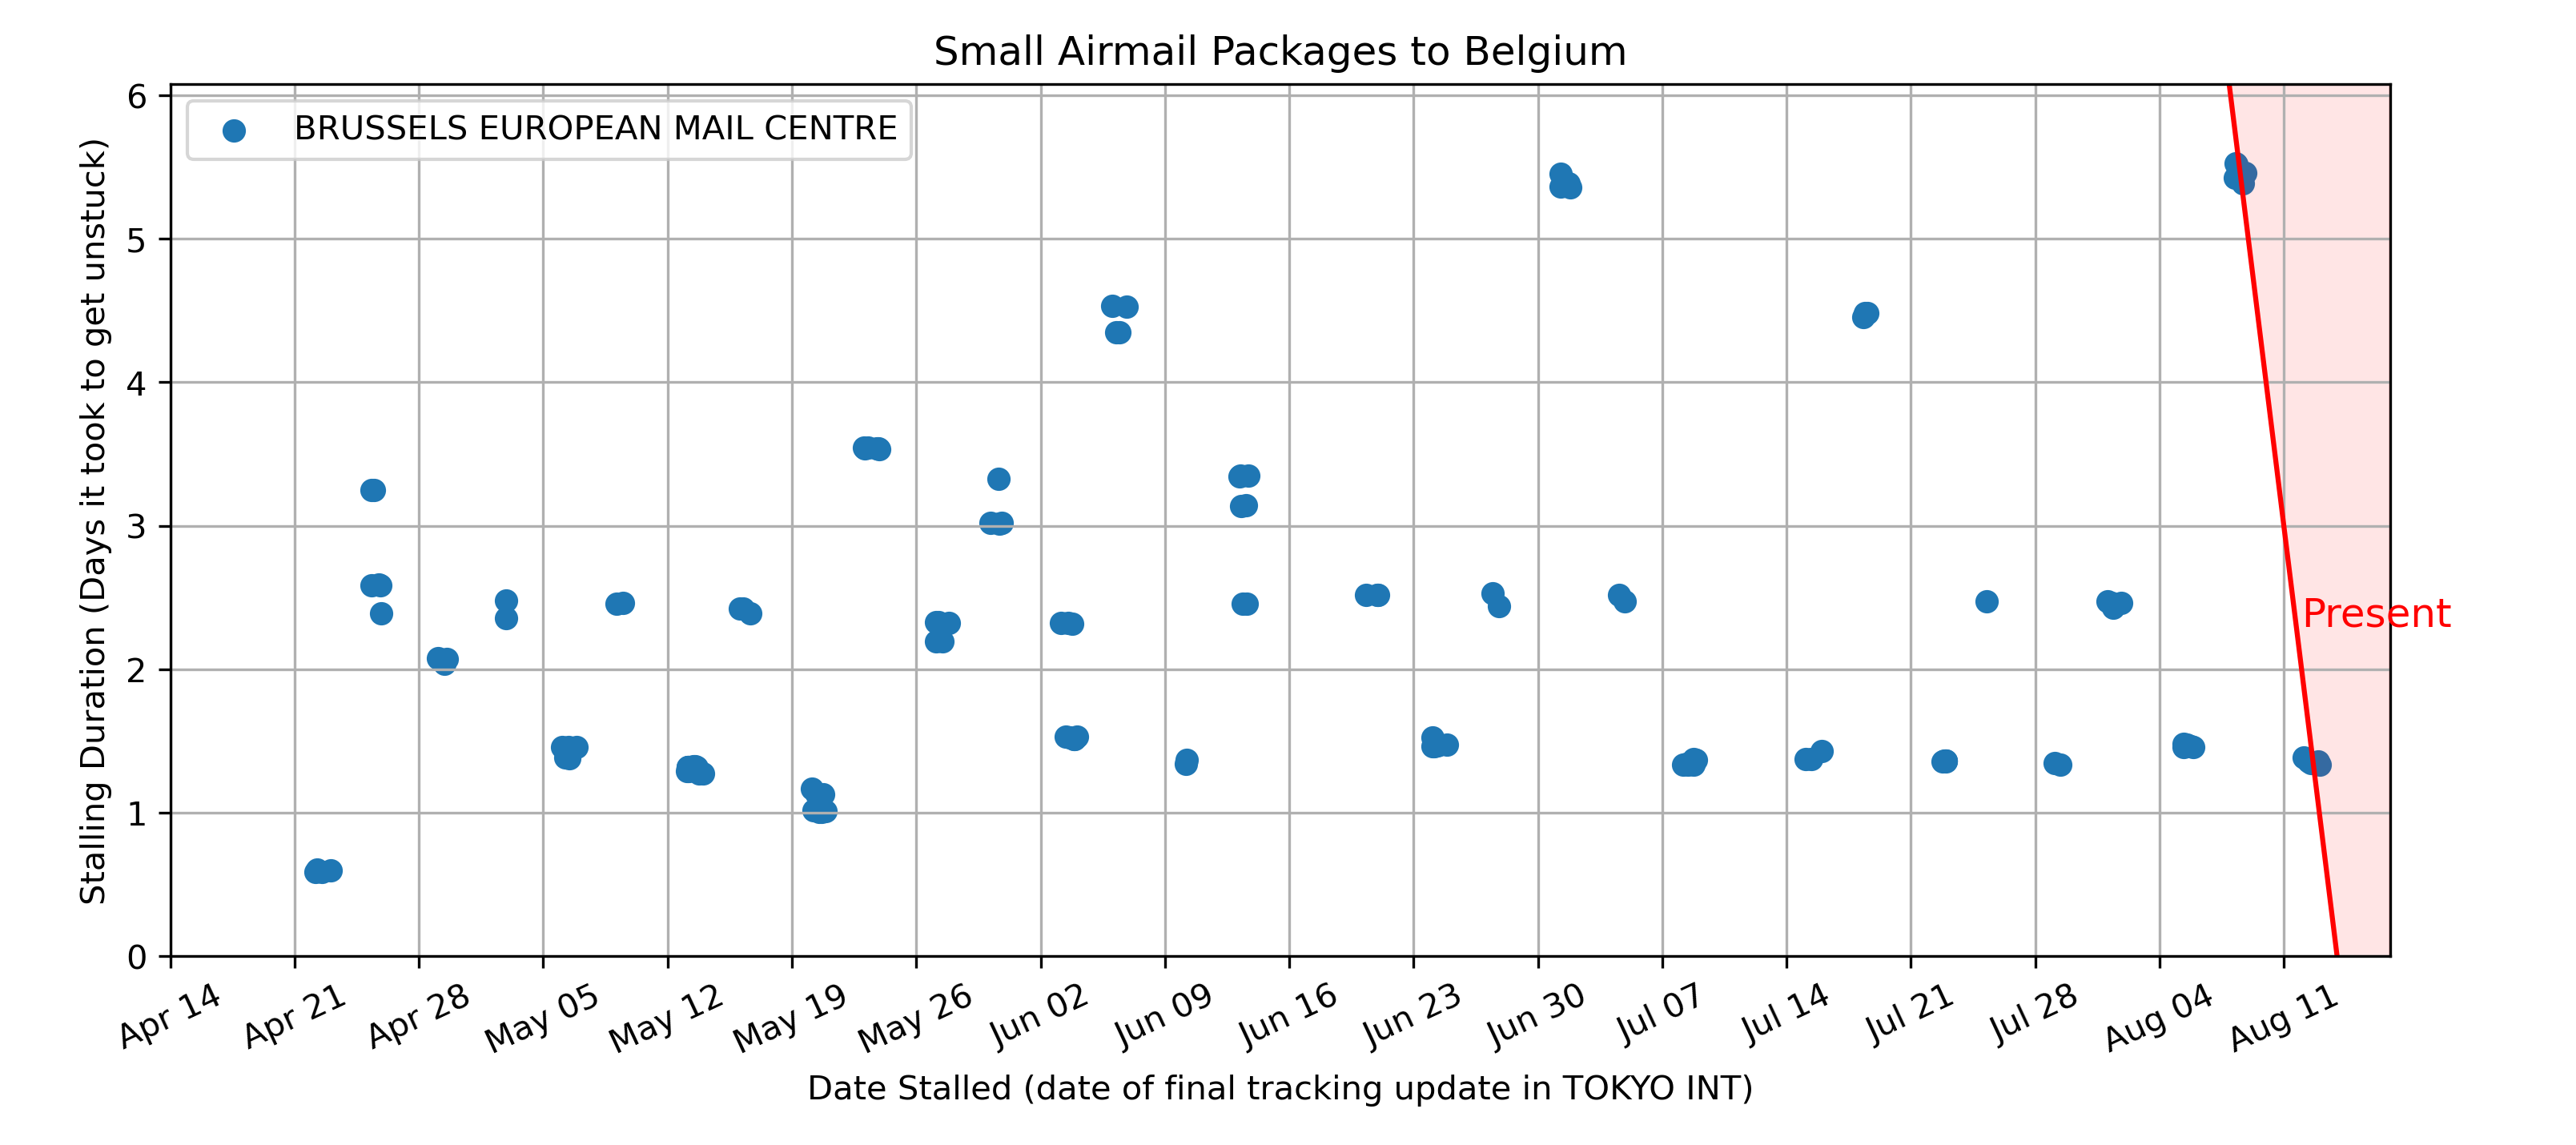 Small Airmail Packages to Belgium
BRUSSELS EUROPEAN MAIL CENTRE
Stalling Duration (Days it took to get unstuck)
6
5
4
3
2
1
0
Present
Apr 14
Apr 21
Apr 28
May 05
May 12
May 19
May 26
Jun 02
Jun 09
Jun 16
Jun 23
Jun 30
Jul 07
Jul 14
Jul 21
Jul 28
Aug 04
Aug 11
Date Stalled (date of final tracking update in TOKYO INT)